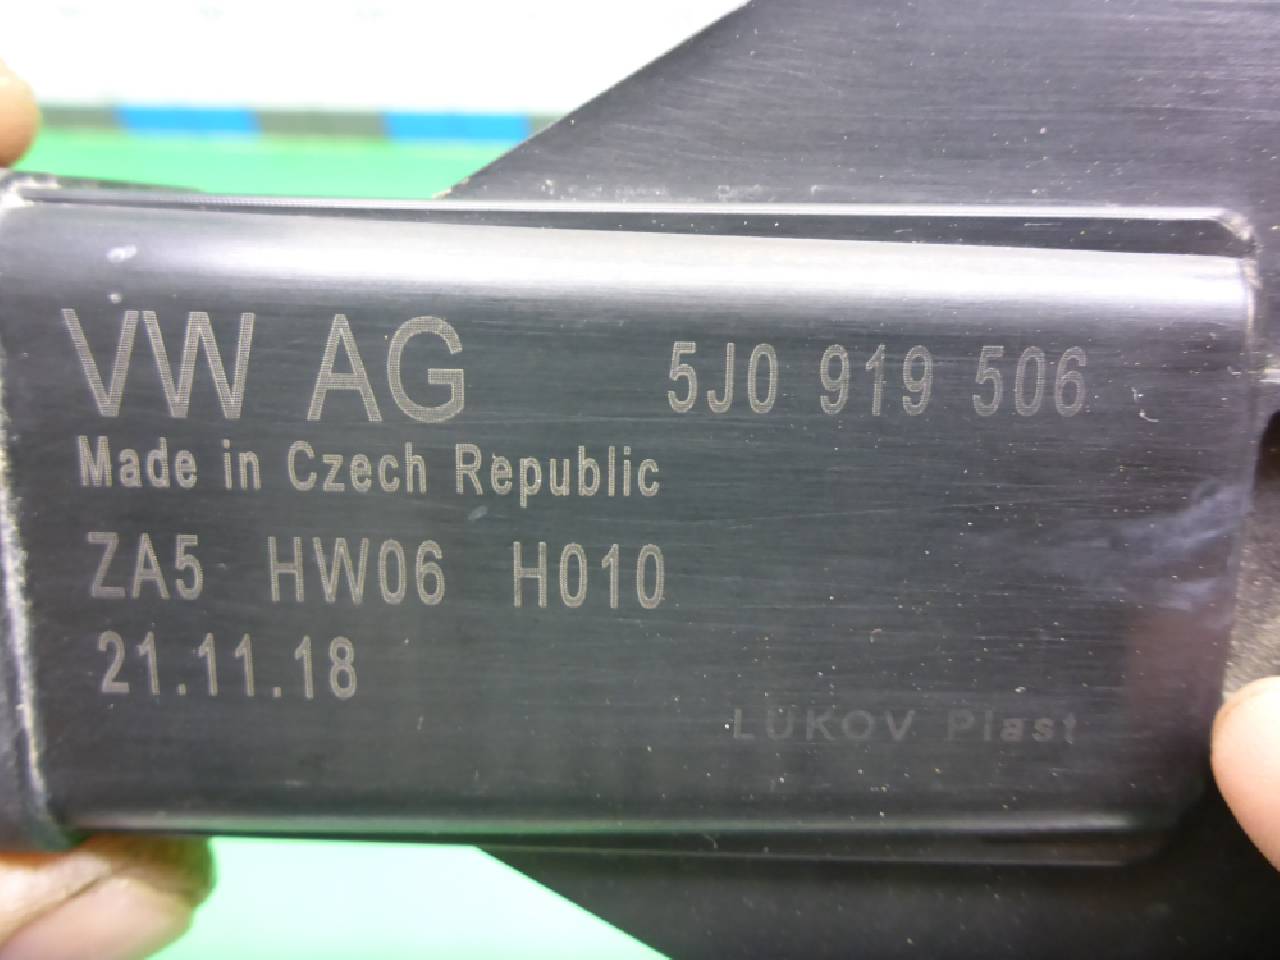 VW AG 5J0 919 506
Made in Czech Republic
ZA5 HW06 H010
21.11.18
LUKOV Plast